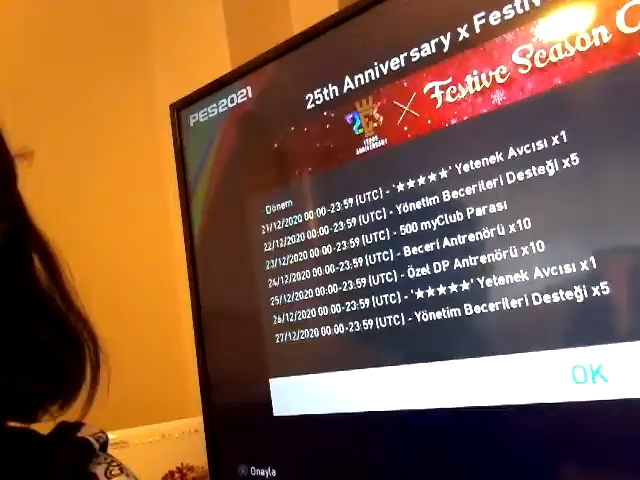 PES2021
25th Anniversary x Festiv
Festive Season C
25
YEARS
ANNIVERSARY
Dönem
21/12/2020 00:00-23:59 (UTC) - '★★★★★' Yetenek Avcısı x1
22/12/2020 00:00-23:59 (UTC) - Yönetim Becerileri Desteği x5
23/12/2020 00:00-23:59 (UTC) - 500 myClub Parası
24/12/2020 00:00-23:59 (UTC) - Beceri Antrenörü x10
25/12/2020 00:00-23:59 (UTC) - Özel DP Antrenörü x10
26/12/2020 00:00-23:59 (UTC) - '★★★★★' Yetenek Avcısı x1
27/12/2020 00:00-23:59 (UTC) - Yönetim Becerileri Desteği x5
OK
Onayla